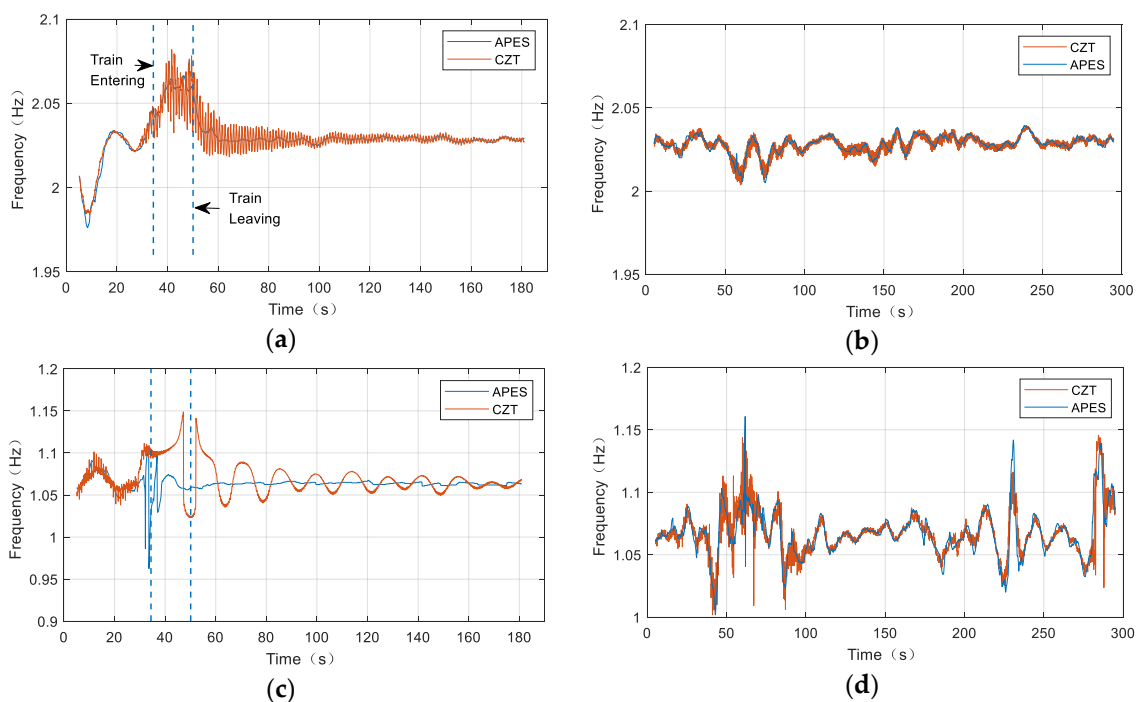 2.1
2.05
2
1.95
Frequency（Hz）
0 20 40 60 80 100 120 140 160 180
Time（s）
Train
Entering
Train
Leaving
APES
CZT
(a)
2.1
2.05
2
1.95
Frequency（Hz）
0 50 100 150 200 250 300
Time（s）
CZT
APES
(b)
1.2
1.15
1.1
1.05
1
0.95
0.9
Frequency（Hz）
0 20 40 60 80 100 120 140 160 180
Time（s）
APES
CZT
(c)
1.2
1.15
1.1
1.05
1
Frequency（Hz）
0 50 100 150 200 250 300
Time（s）
CZT
APES
(d)